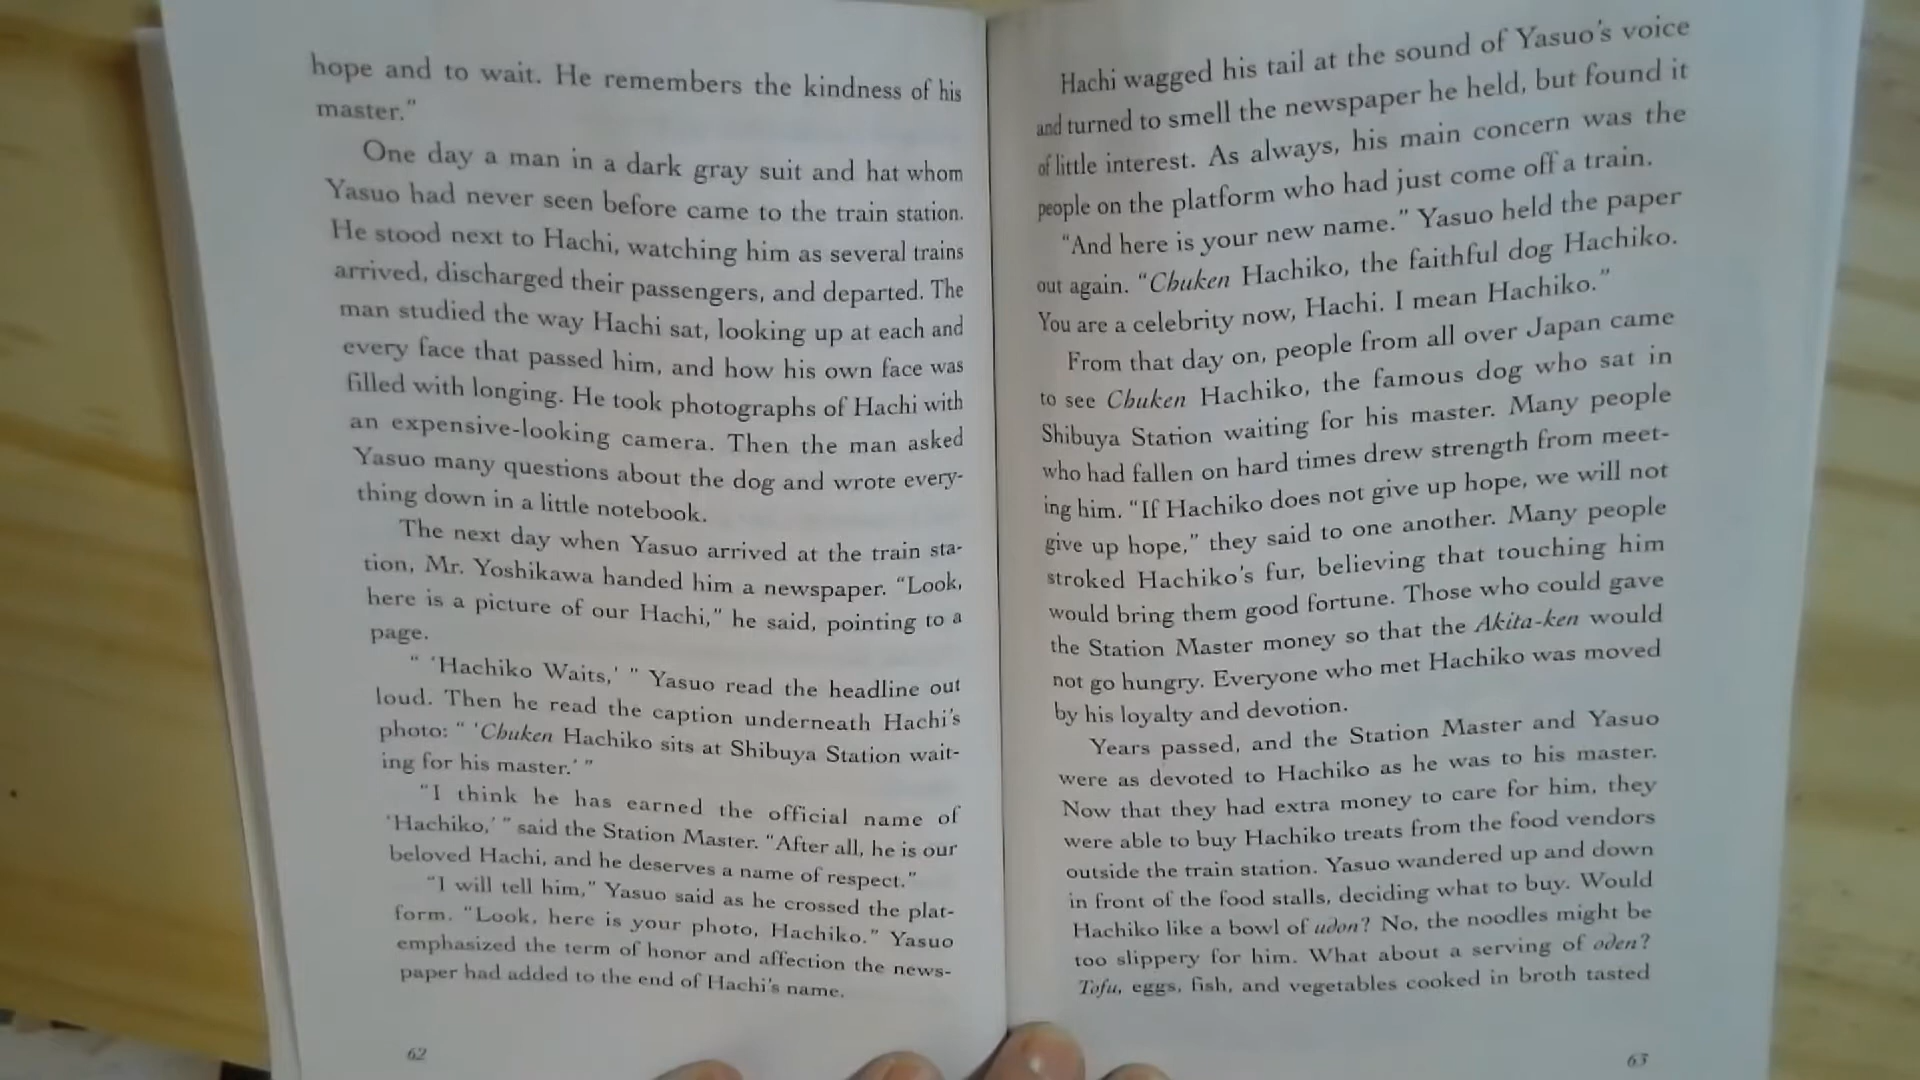 hope and to wait. He remembers the kindness of his
master.”
One day a man in a dark gray suit and hat whom
Yasuo had never seen before came to the train station.
He stood next to Hachi, watching him as several trains
arrived, discharged their passengers, and departed. The
man studied the way Hachi sat, looking up at each and
every face that passed him, and how his own face was
filled with longing. He took photographs of Hachi with
an expensive-looking camera. Then the man asked
Yasuo many questions about the dog and wrote every-
thing down in a little notebook.
The next day when Yasuo arrived at the train sta-
tion, Mr. Yoshikawa handed him a newspaper. “Look,
here is a picture of our Hachi,” he said, pointing to a
page.
“ ‘Hachiko Waits,’ ” Yasuo read the headline out
loud. Then he read the caption underneath Hachi’s
photo: “ ‘Chuken Hachiko sits at Shibuya Station wait-
ing for his master.’ ”
“I think he has earned the official name of
‘Hachiko,’ ” said the Station Master. “After all, he is our
beloved Hachi, and he deserves a name of respect.”
“I will tell him,” Yasuo said as he crossed the plat-
form. “Look, here is your photo, Hachiko.” Yasuo
emphasized the term of honor and affection the news-
paper had added to the end of Hachi’s name.
62
Hachi wagged his tail at the sound of Yasuo’s voice
and turned to smell the newspaper he held, but found it
of little interest. As always, his main concern was the
people on the platform who had just come off a train.
“And here is your new name.” Yasuo held the paper
out again. “Chuken Hachiko, the faithful dog Hachiko.
You are a celebrity now, Hachi. I mean Hachiko.”
From that day on, people from all over Japan came
to see Chuken Hachiko, the famous dog who sat in
Shibuya Station waiting for his master. Many people
who had fallen on hard times drew strength from meet-
ing him. “If Hachiko does not give up hope, we will not
give up hope,” they said to one another. Many people
stroked Hachiko’s fur, believing that touching him
would bring them good fortune. Those who could gave
the Station Master money so that the Akita-ken would
not go hungry. Everyone who met Hachiko was moved
by his loyalty and devotion.
Years passed, and the Station Master and Yasuo
were as devoted to Hachiko as he was to his master.
Now that they had extra money to care for him, they
were able to buy Hachiko treats from the food vendors
outside the train station. Yasuo wandered up and down
in front of the food stalls, deciding what to buy. Would
Hachiko like a bowl of udon? No, the noodles might be
too slippery for him. What about a serving of oden?
Tofu, eggs, fish, and vegetables cooked in broth tasted
63